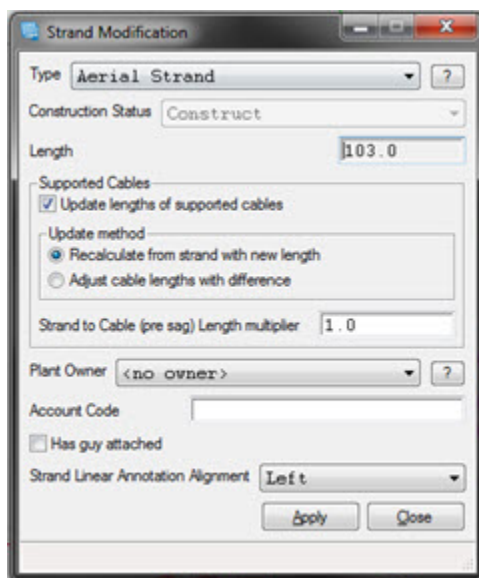 Strand Modification
Type Aerial Strand ?
Construction Status Construct
Length 103.0
Supported Cables
Update lengths of supported cables
Update method
Recalculate from strand with new length
Adjust cable lengths with difference
Strand to Cable (pre sag) Length multiplier 1.0
Plant Owner <no owner> ?
Account Code
Has guy attached
Strand Linear Annotation Alignment Left
Apply Close